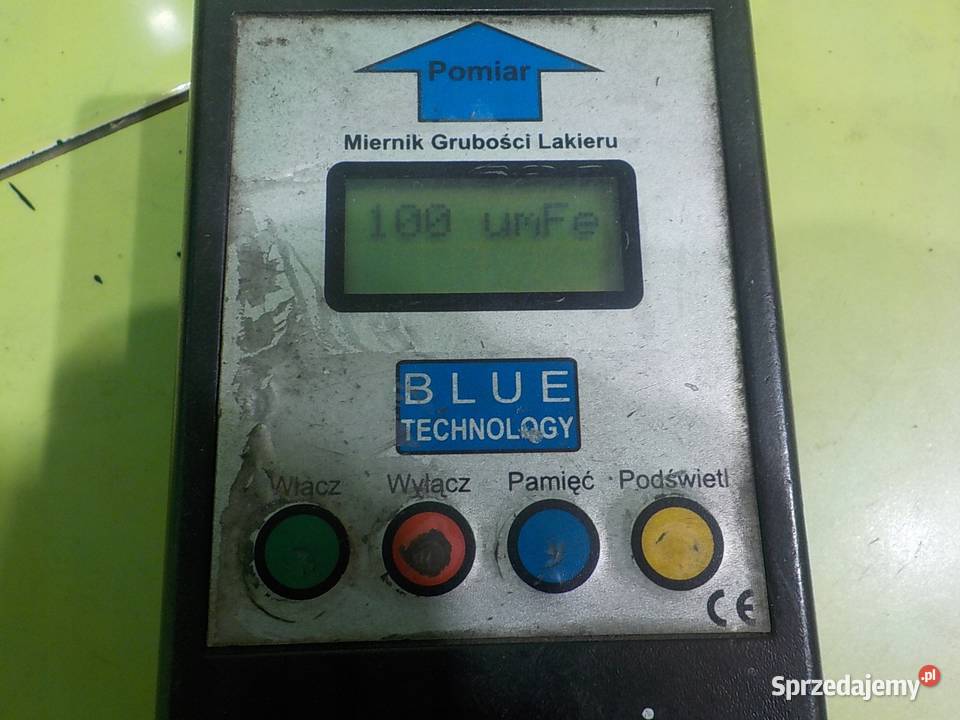 Pomiar
Miernik Grubości Lakieru
100 umFe
BLUE
TECHNOLOGY
Włącz Wyłącz Pamięć Podświetl
CE
Sprzedajemy.pl